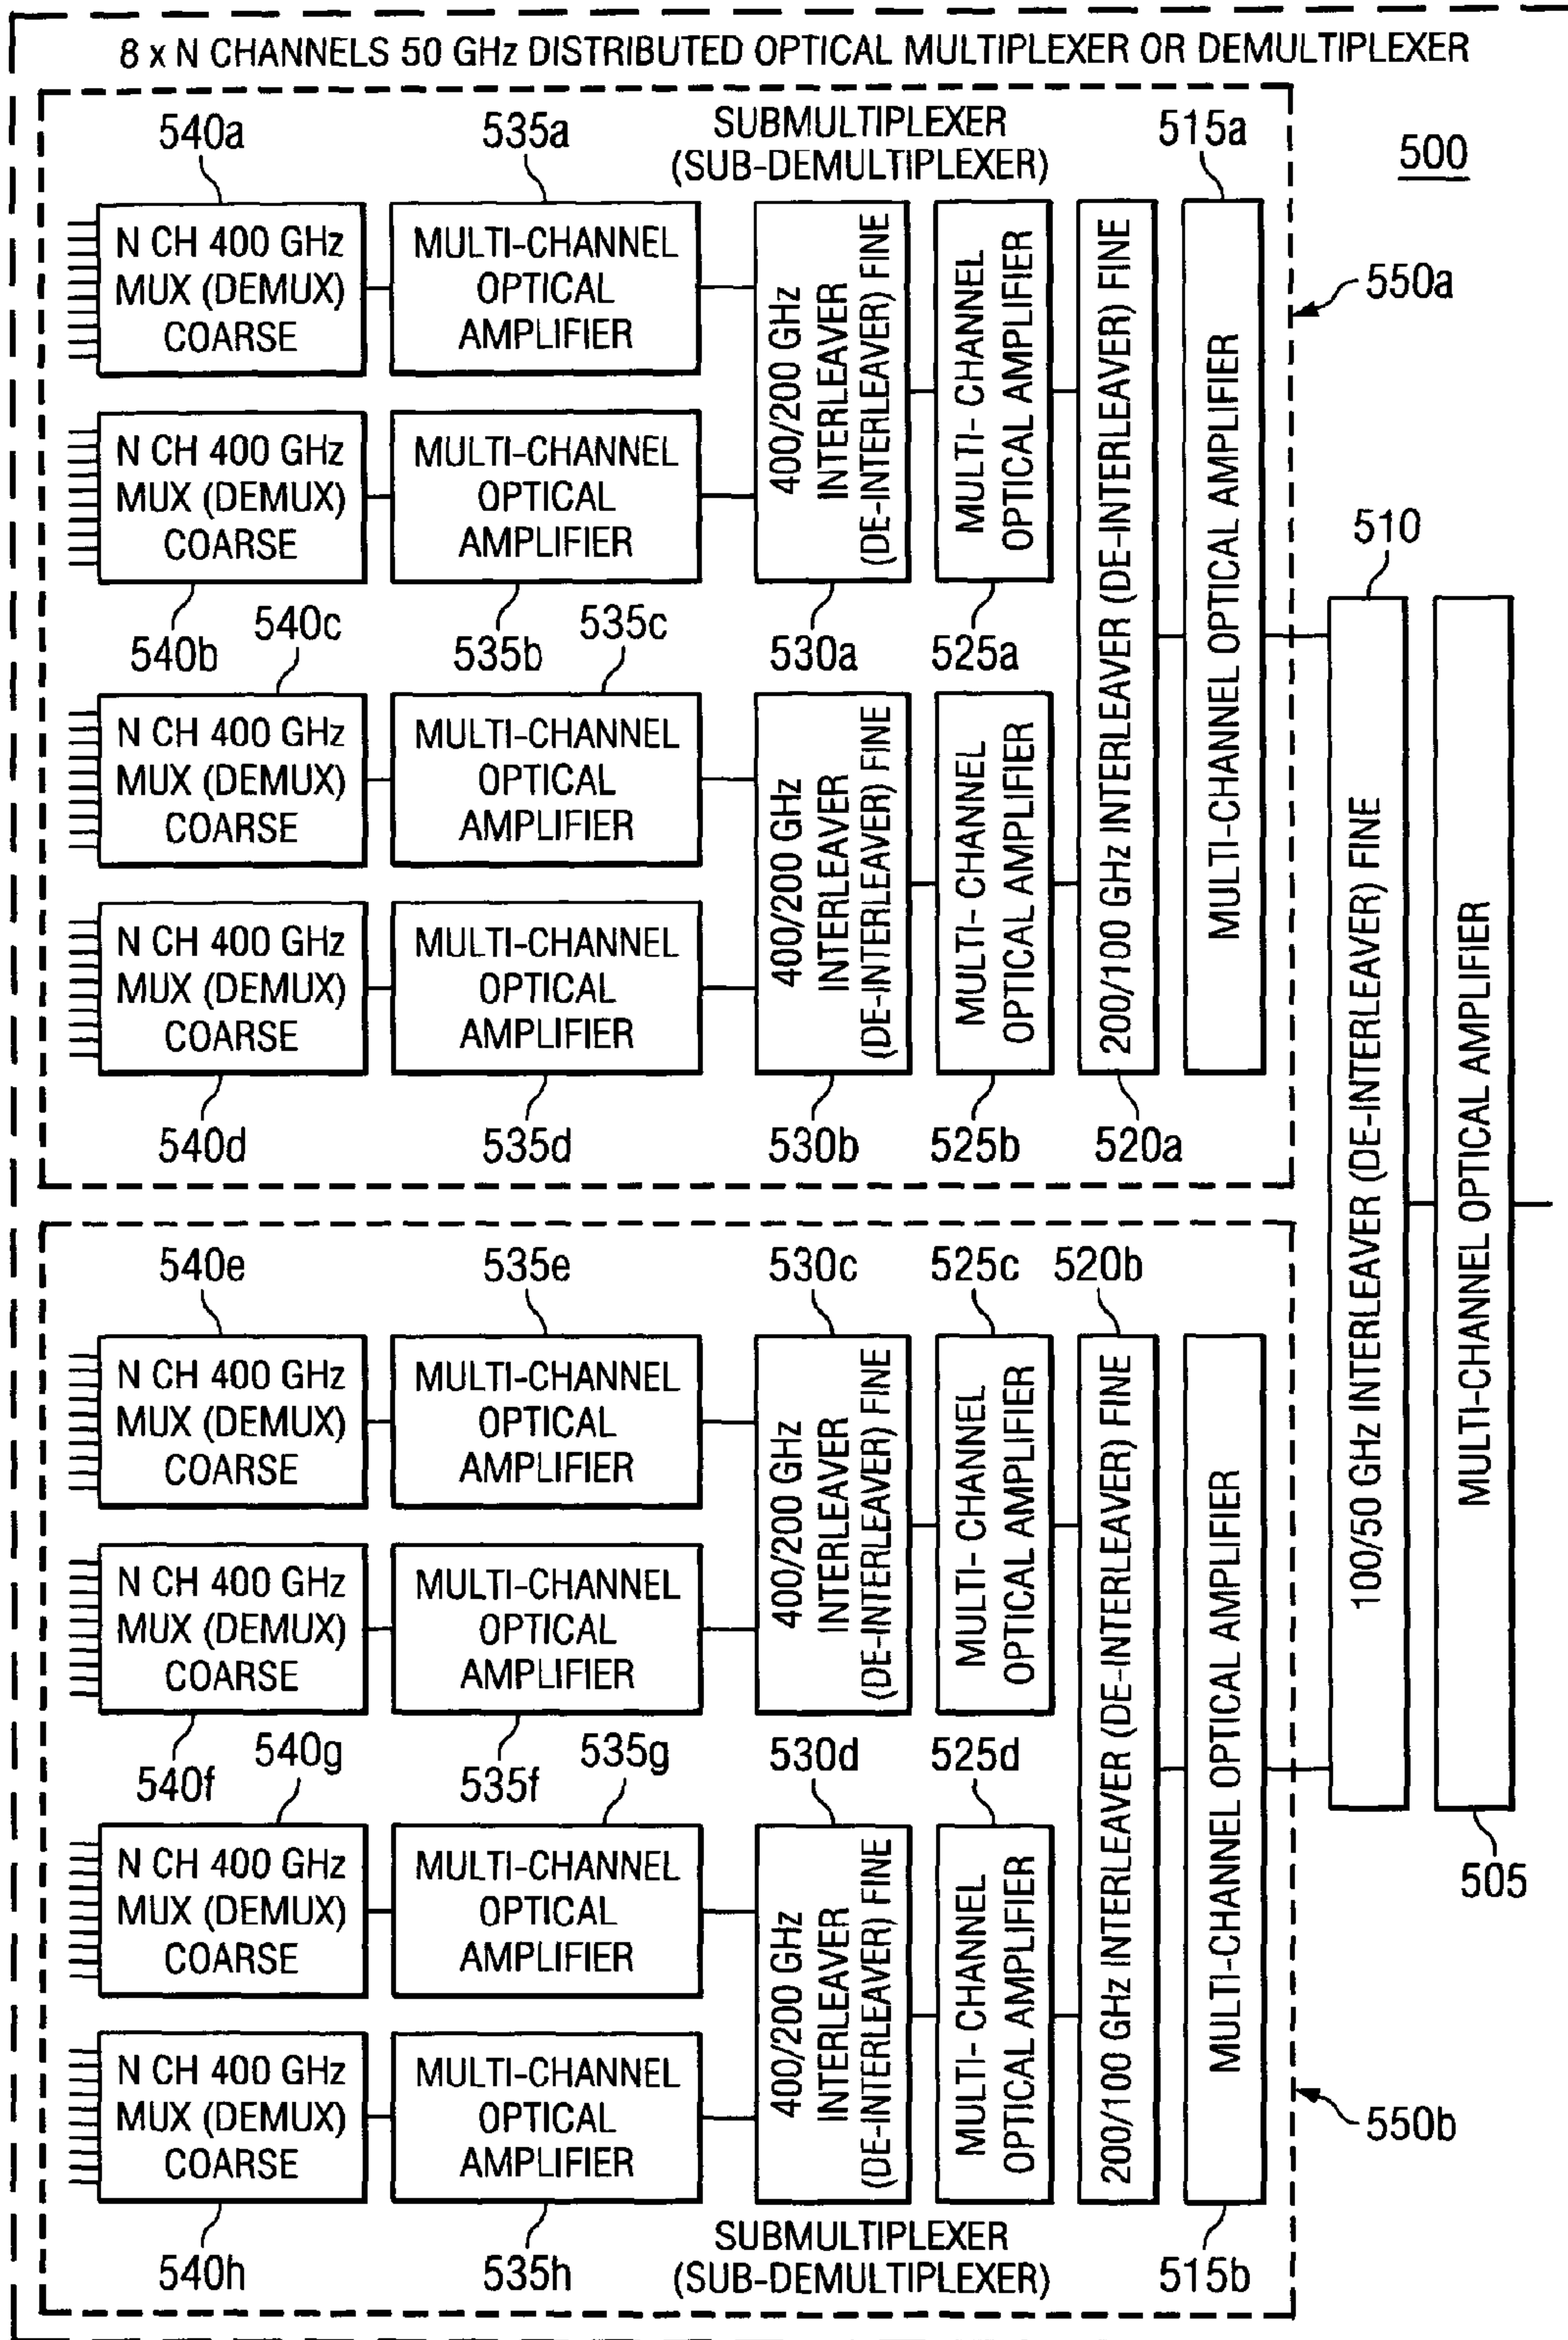 8 x N CHANNELS 50 GHz DISTRIBUTED OPTICAL MULTIPLEXER OR DEMULTIPLEXER
500
SUBMULTIPLEXER
(SUB-DEMULTIPLEXER)
550a
540a
N CH 400 GHz
MUX (DEMUX)
COARSE
535a
MULTI-CHANNEL
OPTICAL
AMPLIFIER
N CH 400 GHz
MUX (DEMUX)
COARSE
540b
MULTI-CHANNEL
OPTICAL
AMPLIFIER
535b
400/200 GHz
INTERLEAVER
(DE-INTERLEAVER) FINE
530a
MULTI- CHANNEL
OPTICAL AMPLIFIER
525a
540c
N CH 400 GHz
MUX (DEMUX)
COARSE
535c
MULTI-CHANNEL
OPTICAL
AMPLIFIER
N CH 400 GHz
MUX (DEMUX)
COARSE
540d
MULTI-CHANNEL
OPTICAL
AMPLIFIER
535d
400/200 GHz
INTERLEAVER
(DE-INTERLEAVER) FINE
530b
MULTI- CHANNEL
OPTICAL AMPLIFIER
525b
200/100 GHz INTERLEAVER (DE-INTERLEAVER) FINE
520a
515a
MULTI-CHANNEL OPTICAL AMPLIFIER
510
100/50 GHz INTERLEAVER (DE-INTERLEAVER) FINE
MULTI-CHANNEL OPTICAL AMPLIFIER
505
540e
N CH 400 GHz
MUX (DEMUX)
COARSE
535e
MULTI-CHANNEL
OPTICAL
AMPLIFIER
N CH 400 GHz
MUX (DEMUX)
COARSE
540f
MULTI-CHANNEL
OPTICAL
AMPLIFIER
535f
530c
400/200 GHz
INTERLEAVER
(DE-INTERLEAVER) FINE
525c
MULTI- CHANNEL
OPTICAL AMPLIFIER
540g
N CH 400 GHz
MUX (DEMUX)
COARSE
535g
MULTI-CHANNEL
OPTICAL
AMPLIFIER
N CH 400 GHz
MUX (DEMUX)
COARSE
540h
MULTI-CHANNEL
OPTICAL
AMPLIFIER
535h
530d
400/200 GHz
INTERLEAVER
(DE-INTERLEAVER) FINE
525d
MULTI- CHANNEL
OPTICAL AMPLIFIER
520b
200/100 GHz INTERLEAVER (DE-INTERLEAVER) FINE
MULTI-CHANNEL OPTICAL AMPLIFIER
515b
550b
SUBMULTIPLEXER
(SUB-DEMULTIPLEXER)